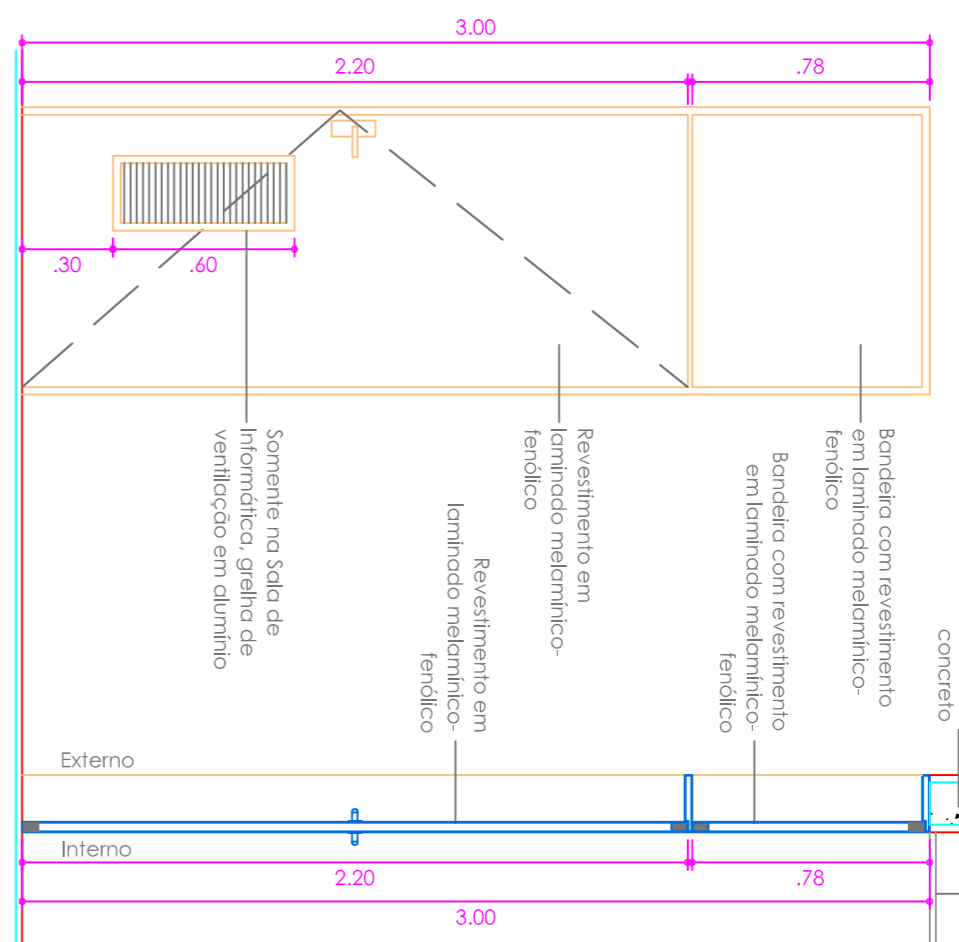 3.00
2.20
.78
.30
.60
Somente na Sala de
Informática, grelha de
ventilação em alumínio
Revestimento em
laminado melamínico-
fenólico
Bandeira com revestimento
em laminado melamínico-
fenólico
Revestimento em
laminado melamínico-
fenólico
Bandeira com revestimento
em laminado melamínico-
fenólico
concreto
Externo
Interno
2.20
.78
3.00